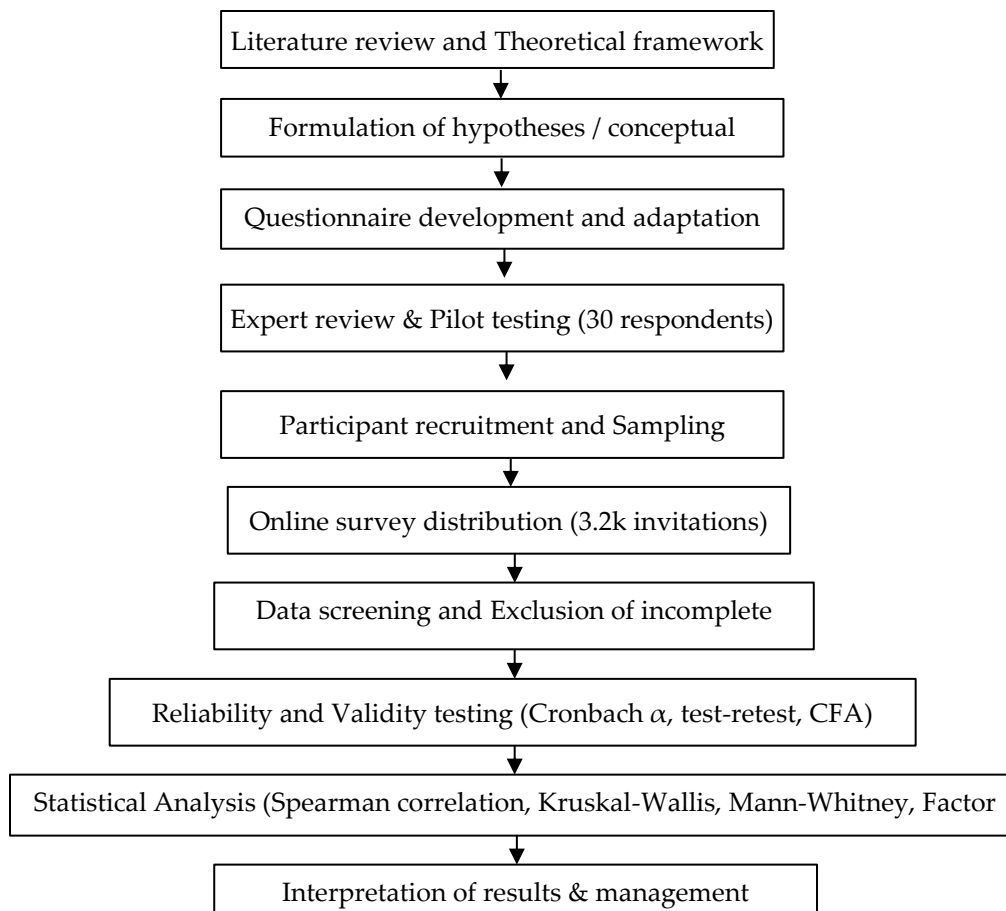 Literature review and Theoretical framework
Formulation of hypotheses / conceptual
Questionnaire development and adaptation
Expert review & Pilot testing (30 respondents)
Participant recruitment and Sampling
Online survey distribution (3.2k invitations)
Data screening and Exclusion of incomplete
Reliability and Validity testing (Cronbach α, test-retest, CFA)
Statistical Analysis (Spearman correlation, Kruskal-Wallis, Mann-Whitney, Factor
Interpretation of results & management